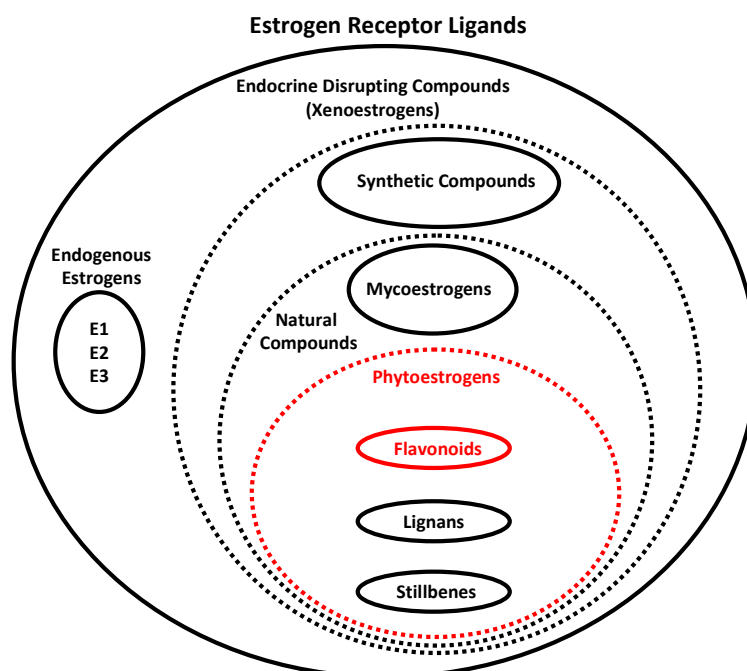 Estrogen Receptor Ligands
Endocrine Disrupting Compounds
(Xenoestrogens)
Synthetic Compounds
Endogenous
Estrogens
E1
E2
E3
Mycoestrogens
Natural
Compounds
Phytoestrogens
Flavonoids
Lignans
Stillbenes